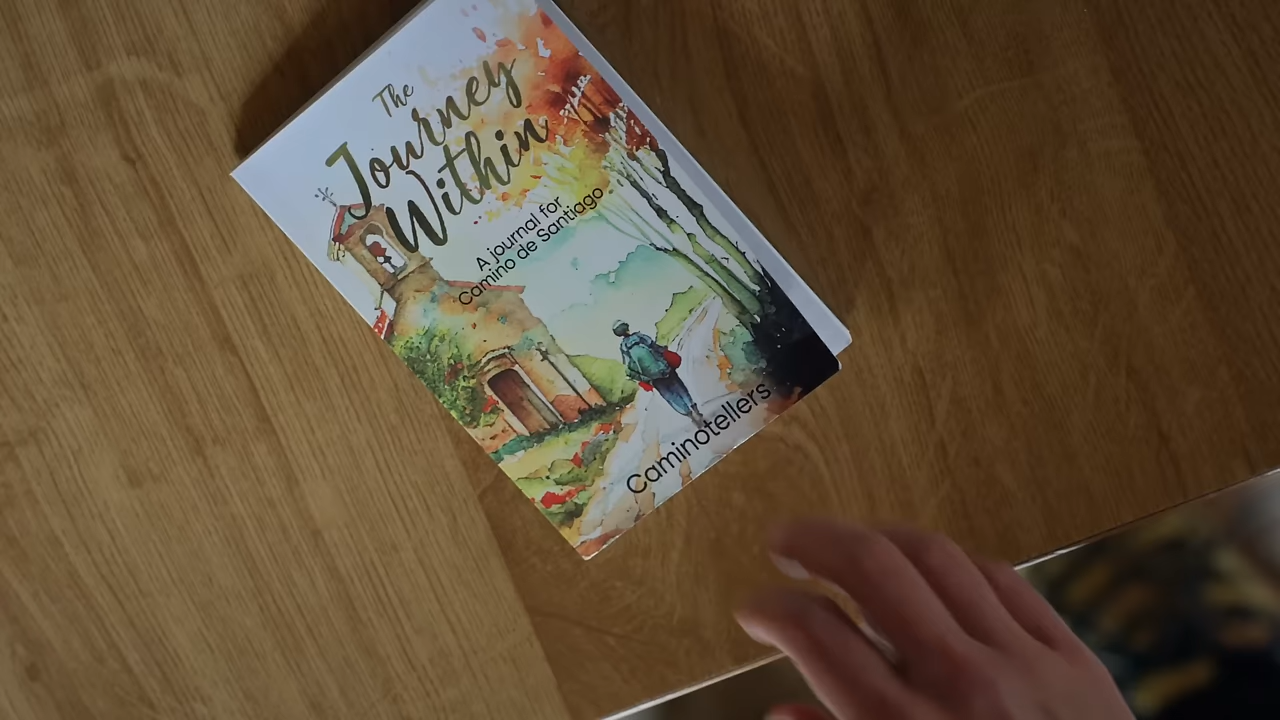 The
Journey
Within
A journal for
Camino de Santiago
Caminotellers